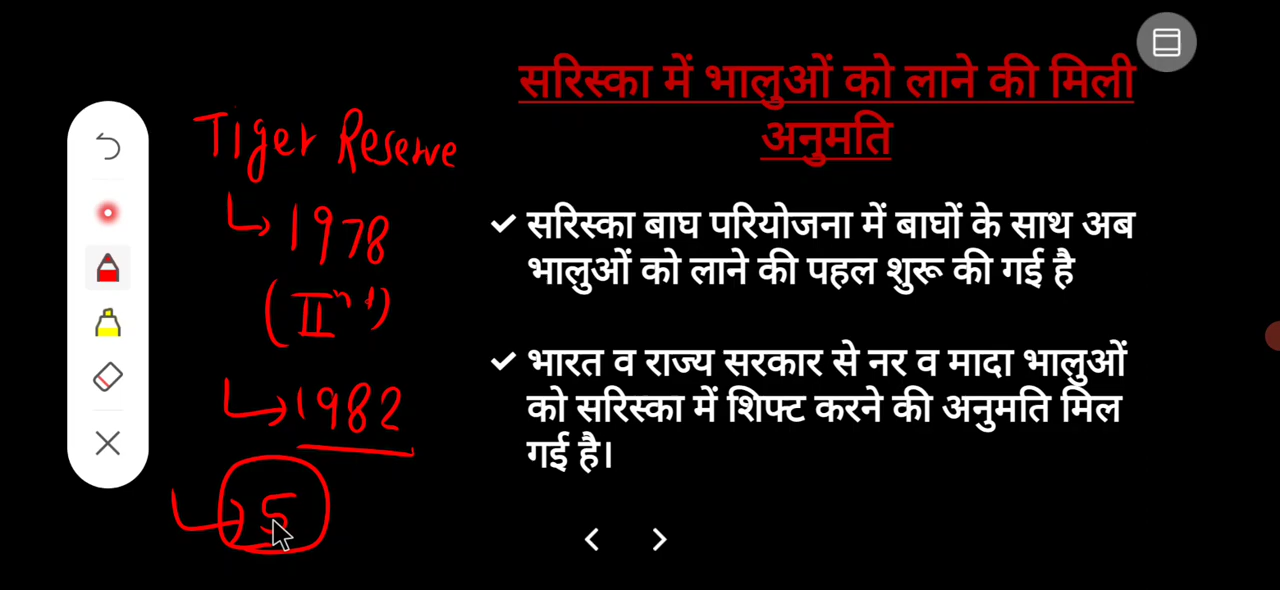 सरिस्का में भालुओं को लाने की मिली
अनुमति
सरिस्का बाघ परियोजना में बाघों के साथ अब
भालुओं को लाने की पहल शुरू की गई है
भारत व राज्य सरकार से नर व मादा भालुओं
को सरिस्का में शिफ्ट करने की अनुमति मिल
गई है।
Tiger Reserve
1978
(IInd)
1982
5